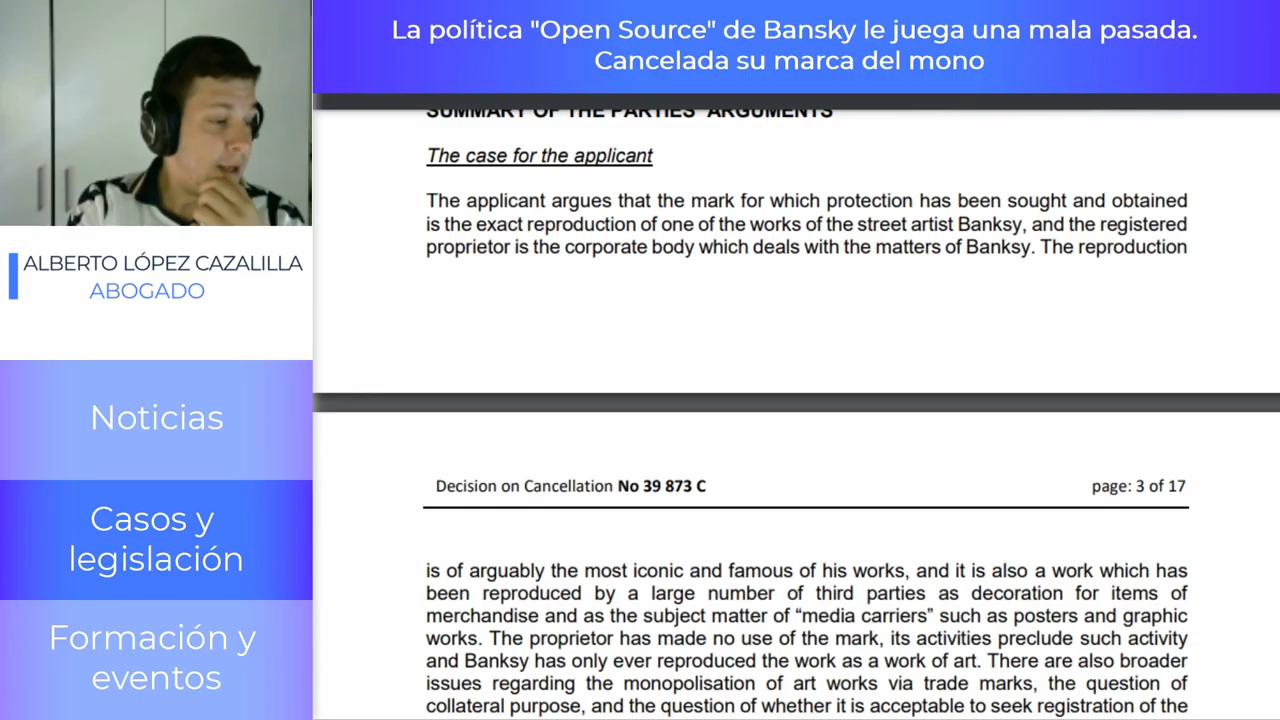 La política "Open Source" de Bansky le juega una mala pasada.
Cancelada su marca del mono
SUMMARY OF THE PARTIES' ARGUMENTS
The case for the applicant
The applicant argues that the mark for which protection has been sought and obtained
is the exact reproduction of one of the works of the street artist Banksy, and the registered
proprietor is the corporate body which deals with the matters of Banksy. The reproduction
ALBERTO LÓPEZ CAZALILLA
ABOGADO
Noticias
Casos y
legislación
Formación y
eventos
Decision on Cancellation No 39 873 C
page: 3 of 17
is of arguably the most iconic and famous of his works, and it is also a work which has
been reproduced by a large number of third parties as decoration for items of
merchandise and as the subject matter of “media carriers” such as posters and graphic
works. The proprietor has made no use of the mark, its activities preclude such activity
and Banksy has only ever reproduced the work as a work of art. There are also broader
issues regarding the monopolisation of art works via trade marks, the question of
collateral purpose, and the question of whether it is acceptable to seek registration of the